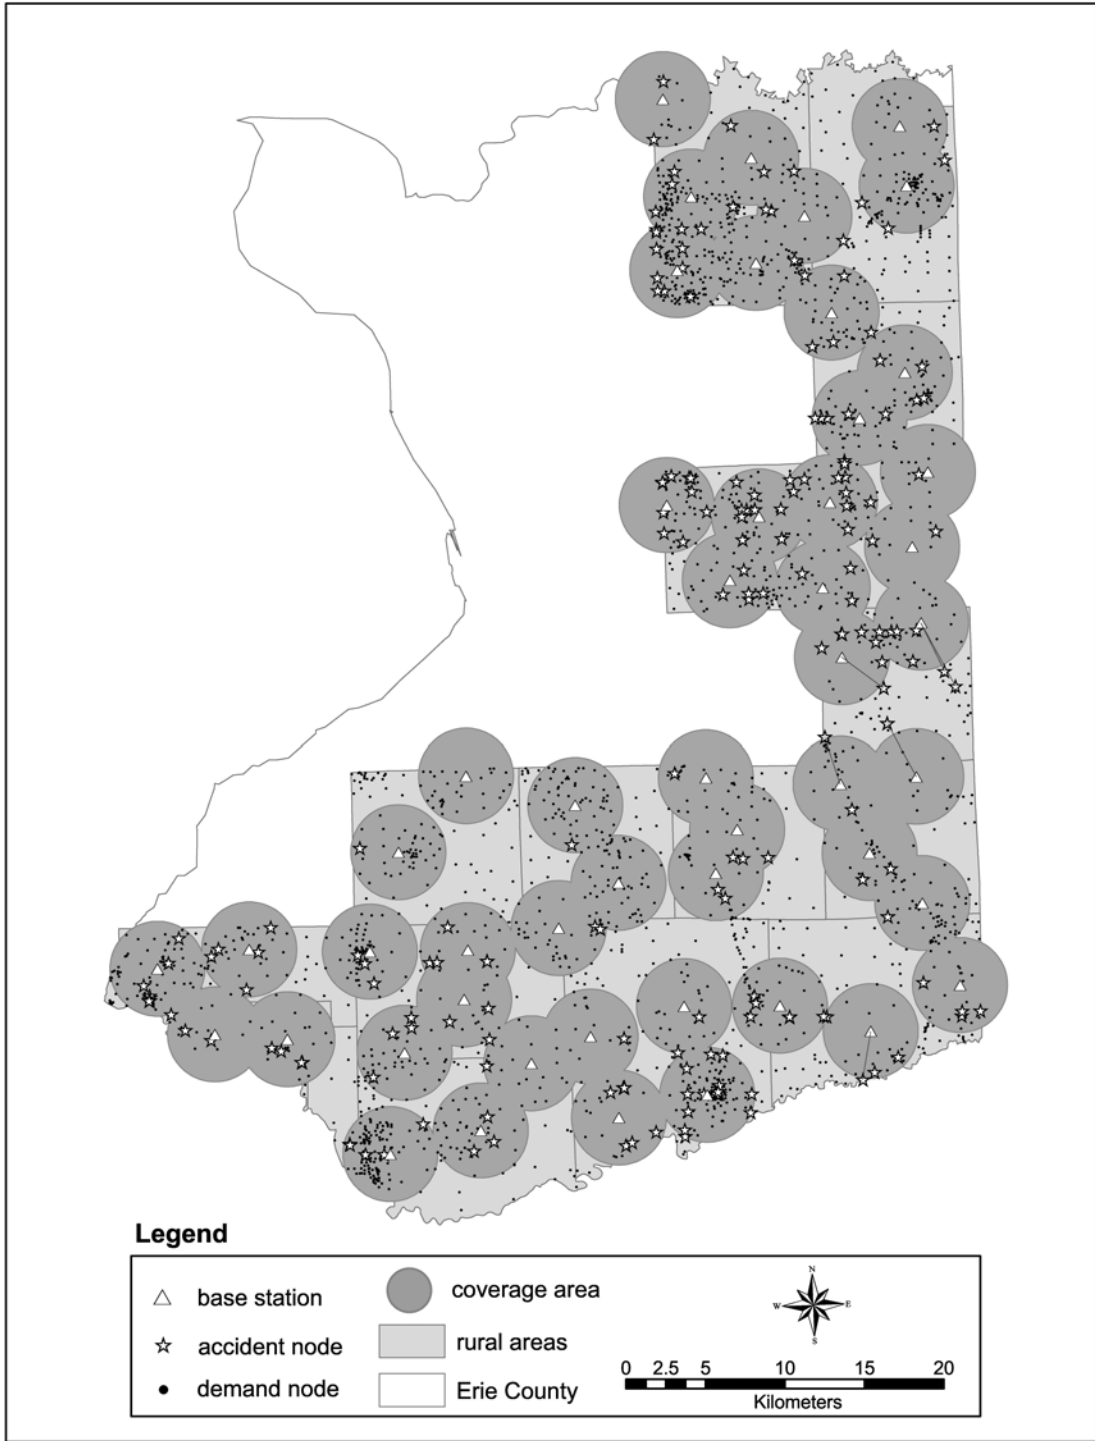 Legend
base station
accident node
demand node
coverage area
rural areas
Erie County
N
W E
S
0 2.5 5 10 15 20
Kilometers